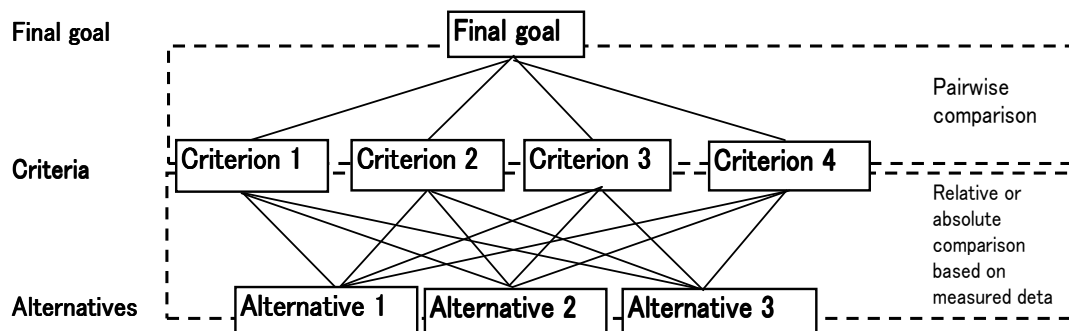 Final goal
Final goal
Pairwise
comparison
Criteria
Criterion 1
Criterion 2
Criterion 3
Criterion 4
Relative or
absolute
comparison
based on
measured deta
Alternatives
Alternative 1
Alternative 2
Alternative 3